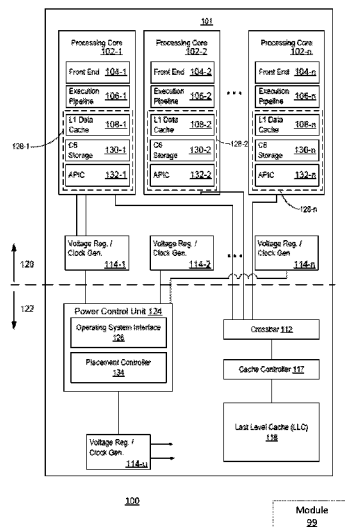 101
Processing Core
102-1
Front End 104-1
Execution
Pipeline 106-1
L1 Data
Cache 108-1
C6
Storage 130-1
APIC 132-1
Processing Core
102-2
Front End 104-2
Execution
Pipeline 106-2
L1 Data
Cache 108-2
C6
Storage 130-2
APIC 132-2
Processing Core
102-n
Front End 104-n
Execution
Pipeline 106-n
L1 Data
Cache 108-n
C6
Storage 130-n
APIC 132-n
128-1
128-2
128-n
Voltage Reg. /
Clock Gen.
114-1
Voltage Reg. /
Clock Gen.
114-2
Voltage Reg. /
Clock Gen.
114-n
120
122
Power Control Unit 124
Operating System Interface
126
Placement Controller
134
Crossbar 112
Cache Controller 117
Last Level Cache (LLC)
118
Voltage Reg. /
Clock Gen.
114-u
100
Module
99